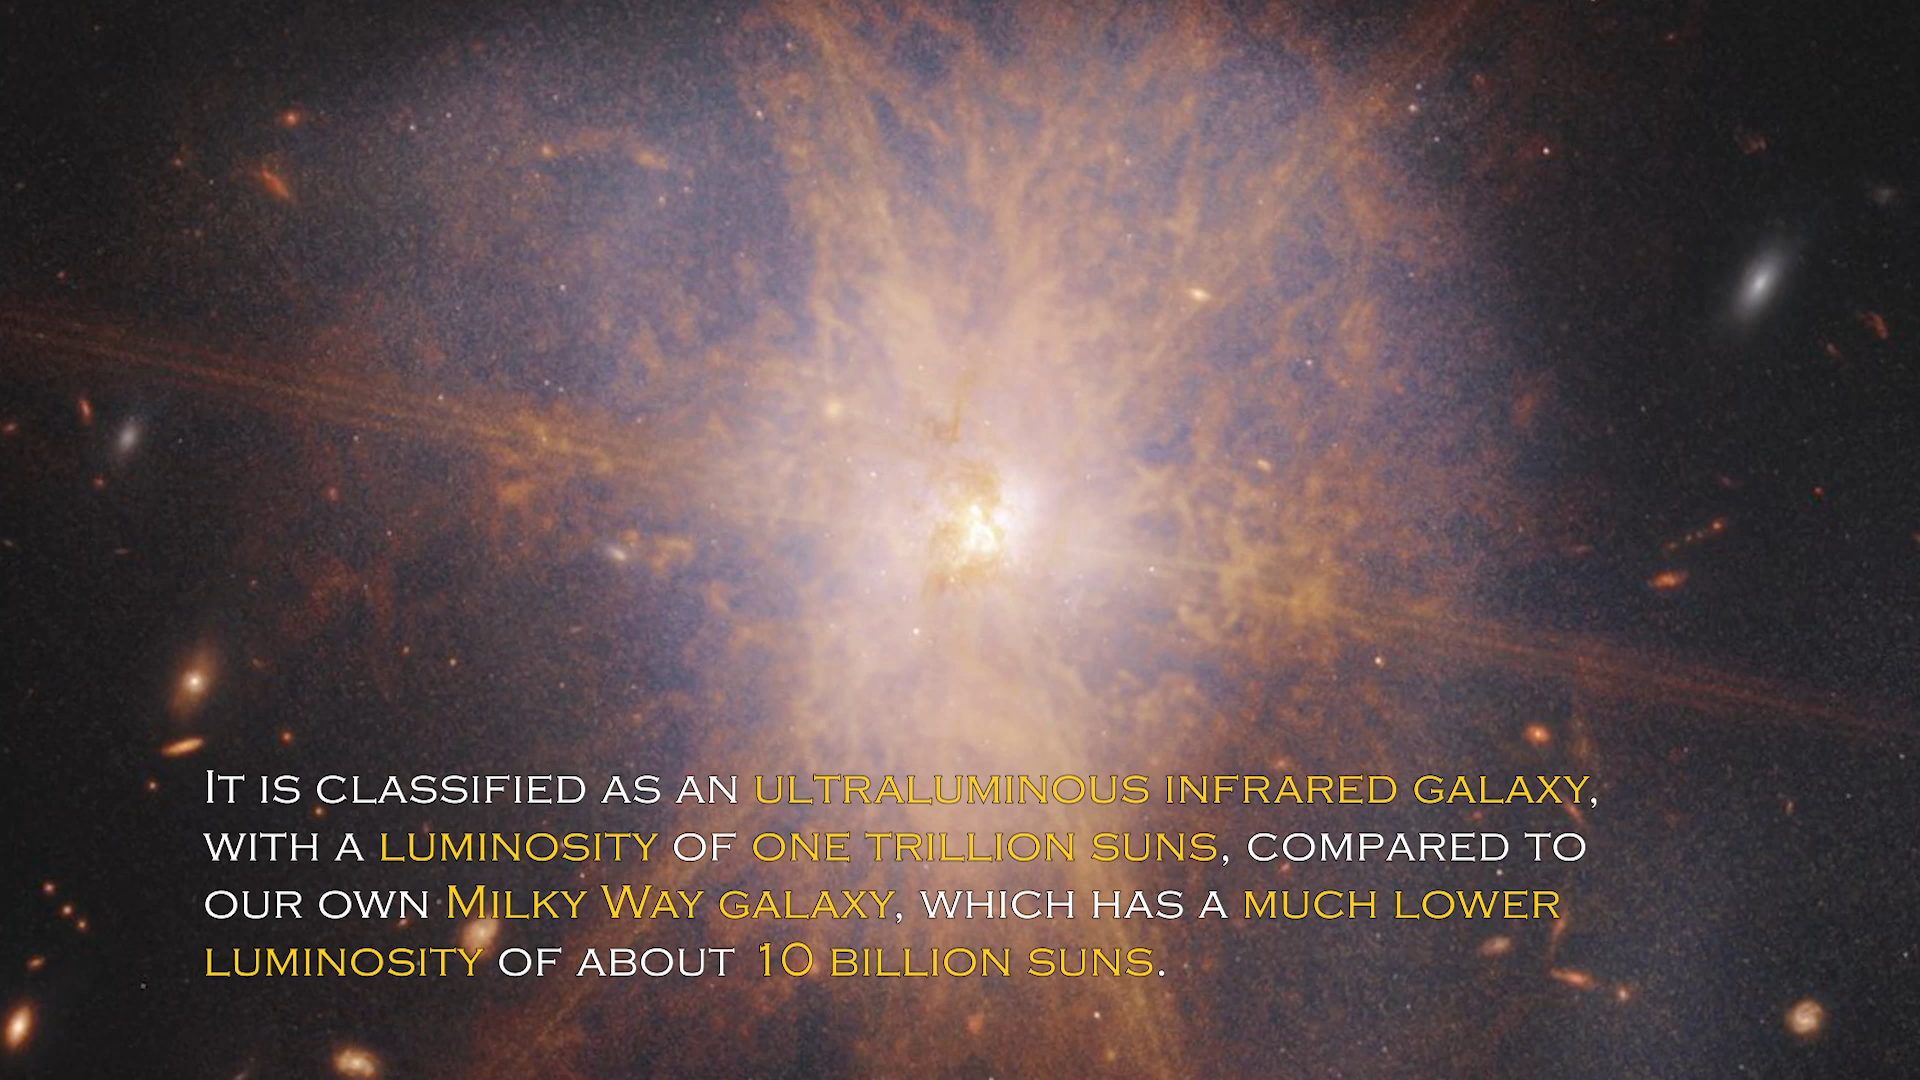 It is classified as an ultraluminous infrared galaxy,
with a luminosity of one trillion suns, compared to
our own Milky Way galaxy, which has a much lower
luminosity of about 10 billion suns.